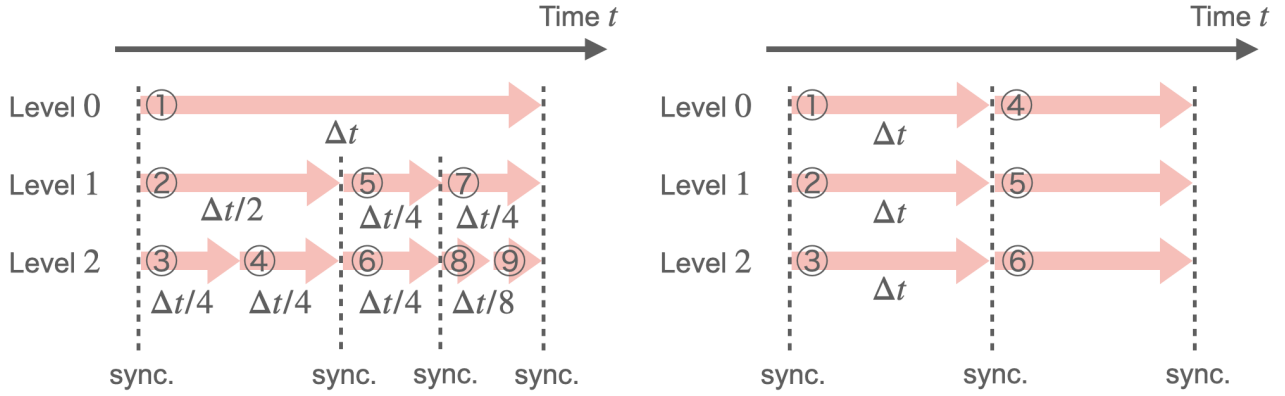 Time t
Level 0 ①
Δt
Level 1 ② ⑤ ⑦
Δt/2 Δt/4 Δt/4
Level 2 ③ ④ ⑥ ⑧ ⑨
Δt/4 Δt/4 Δt/4 Δt/8
sync. sync. sync. sync.
Time t
Level 0 ① ④
Δt
Level 1 ② ⑤
Δt
Level 2 ③ ⑥
Δt
sync. sync. sync.